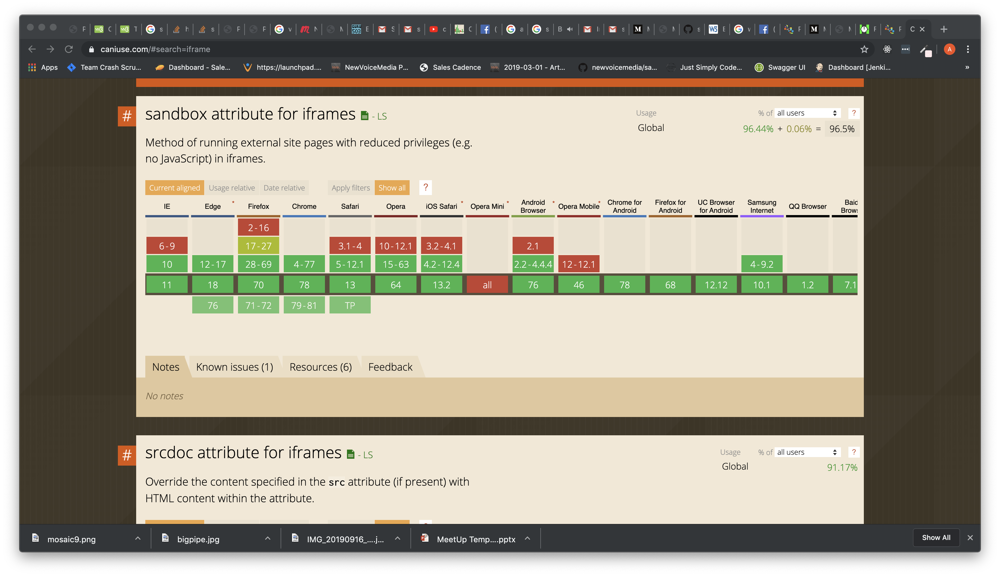 caniuse.com/#search=iframe
Apps Team Crash Scru... Dashboard - Sale... https://launchpad.... NewVoiceMedia P... Sales Cadence 2019-03-01 - Art... newvoicemedia/sa... Just Simply Code... Swagger UI Dashboard [Jenki... »
# sandbox attribute for iframes - LS
Usage % of all users ?
Global 96.44% + 0.06% = 96.5%
Method of running external site pages with reduced privileges (e.g.
no JavaScript) in iframes.
Current aligned Usage relative Date relative Apply filters Show all ?
IE Edge * Firefox Chrome Safari Opera iOS Safari * Opera Mini * Android Browser * Opera Mobile * Chrome for Android Firefox for Android UC Browser for Android Samsung Internet QQ Browser Baid Brows
2-16
6-9 17-27 3.1-4 10-12.1 3.2-4.1 2.1
10 12-17 28-69 4-77 5-12.1 15-63 4.2-12.4 2.2-4.4.4 12-12.1 4-9.2
11 18 70 78 13 64 13.2 all 76 46 78 68 12.12 10.1 1.2 7.1
76 71-72 79-81 TP
Notes Known issues (1) Resources (6) Feedback
No notes
# srcdoc attribute for iframes - LS
Usage % of all users ?
Global 91.17%
Override the content specified in the src attribute (if present) with
HTML content within the attribute.
mosaic9.png bigpipe.jpg IMG_20190916_....j... MeetUp Temp....pptx Show All